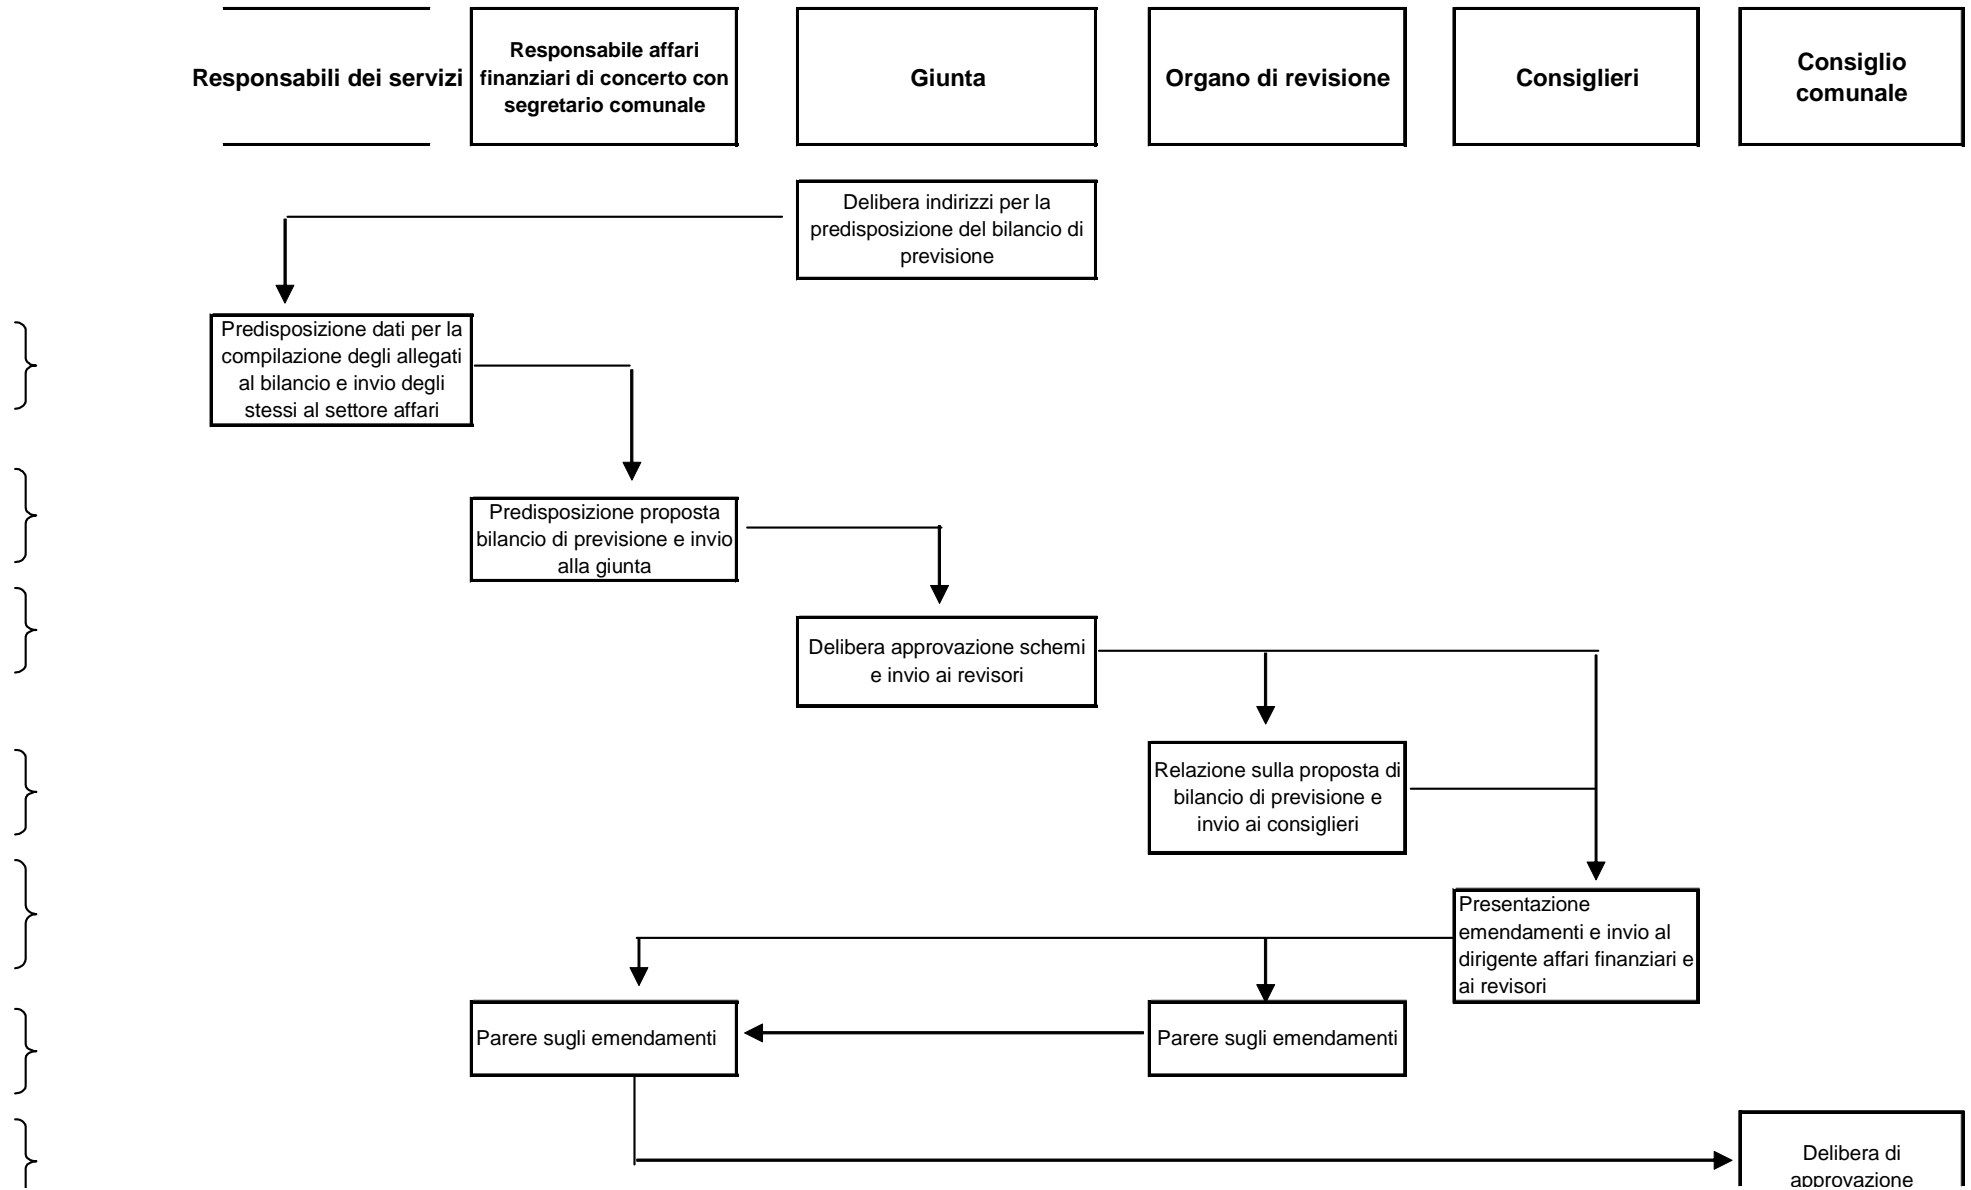 Responsabili dei servizi
Responsabile affari
finanziari di concerto con
segretario comunale
Giunta
Organo di revisione
Consiglieri
Consiglio
comunale
Delibera indirizzi per la
predisposizione del bilancio di
previsione
Predisposizione dati per la
compilazione degli allegati
al bilancio e invio degli
stessi al settore affari
Predisposizione proposta
bilancio di previsione e invio
alla giunta
Delibera approvazione schemi
e invio ai revisori
Relazione sulla proposta di
bilancio di previsione e
invio ai consiglieri
Presentazione
emendamenti e invio al
dirigente affari finanziari e
ai revisori
Parere sugli emendamenti
Parere sugli emendamenti
Delibera di
approvazione